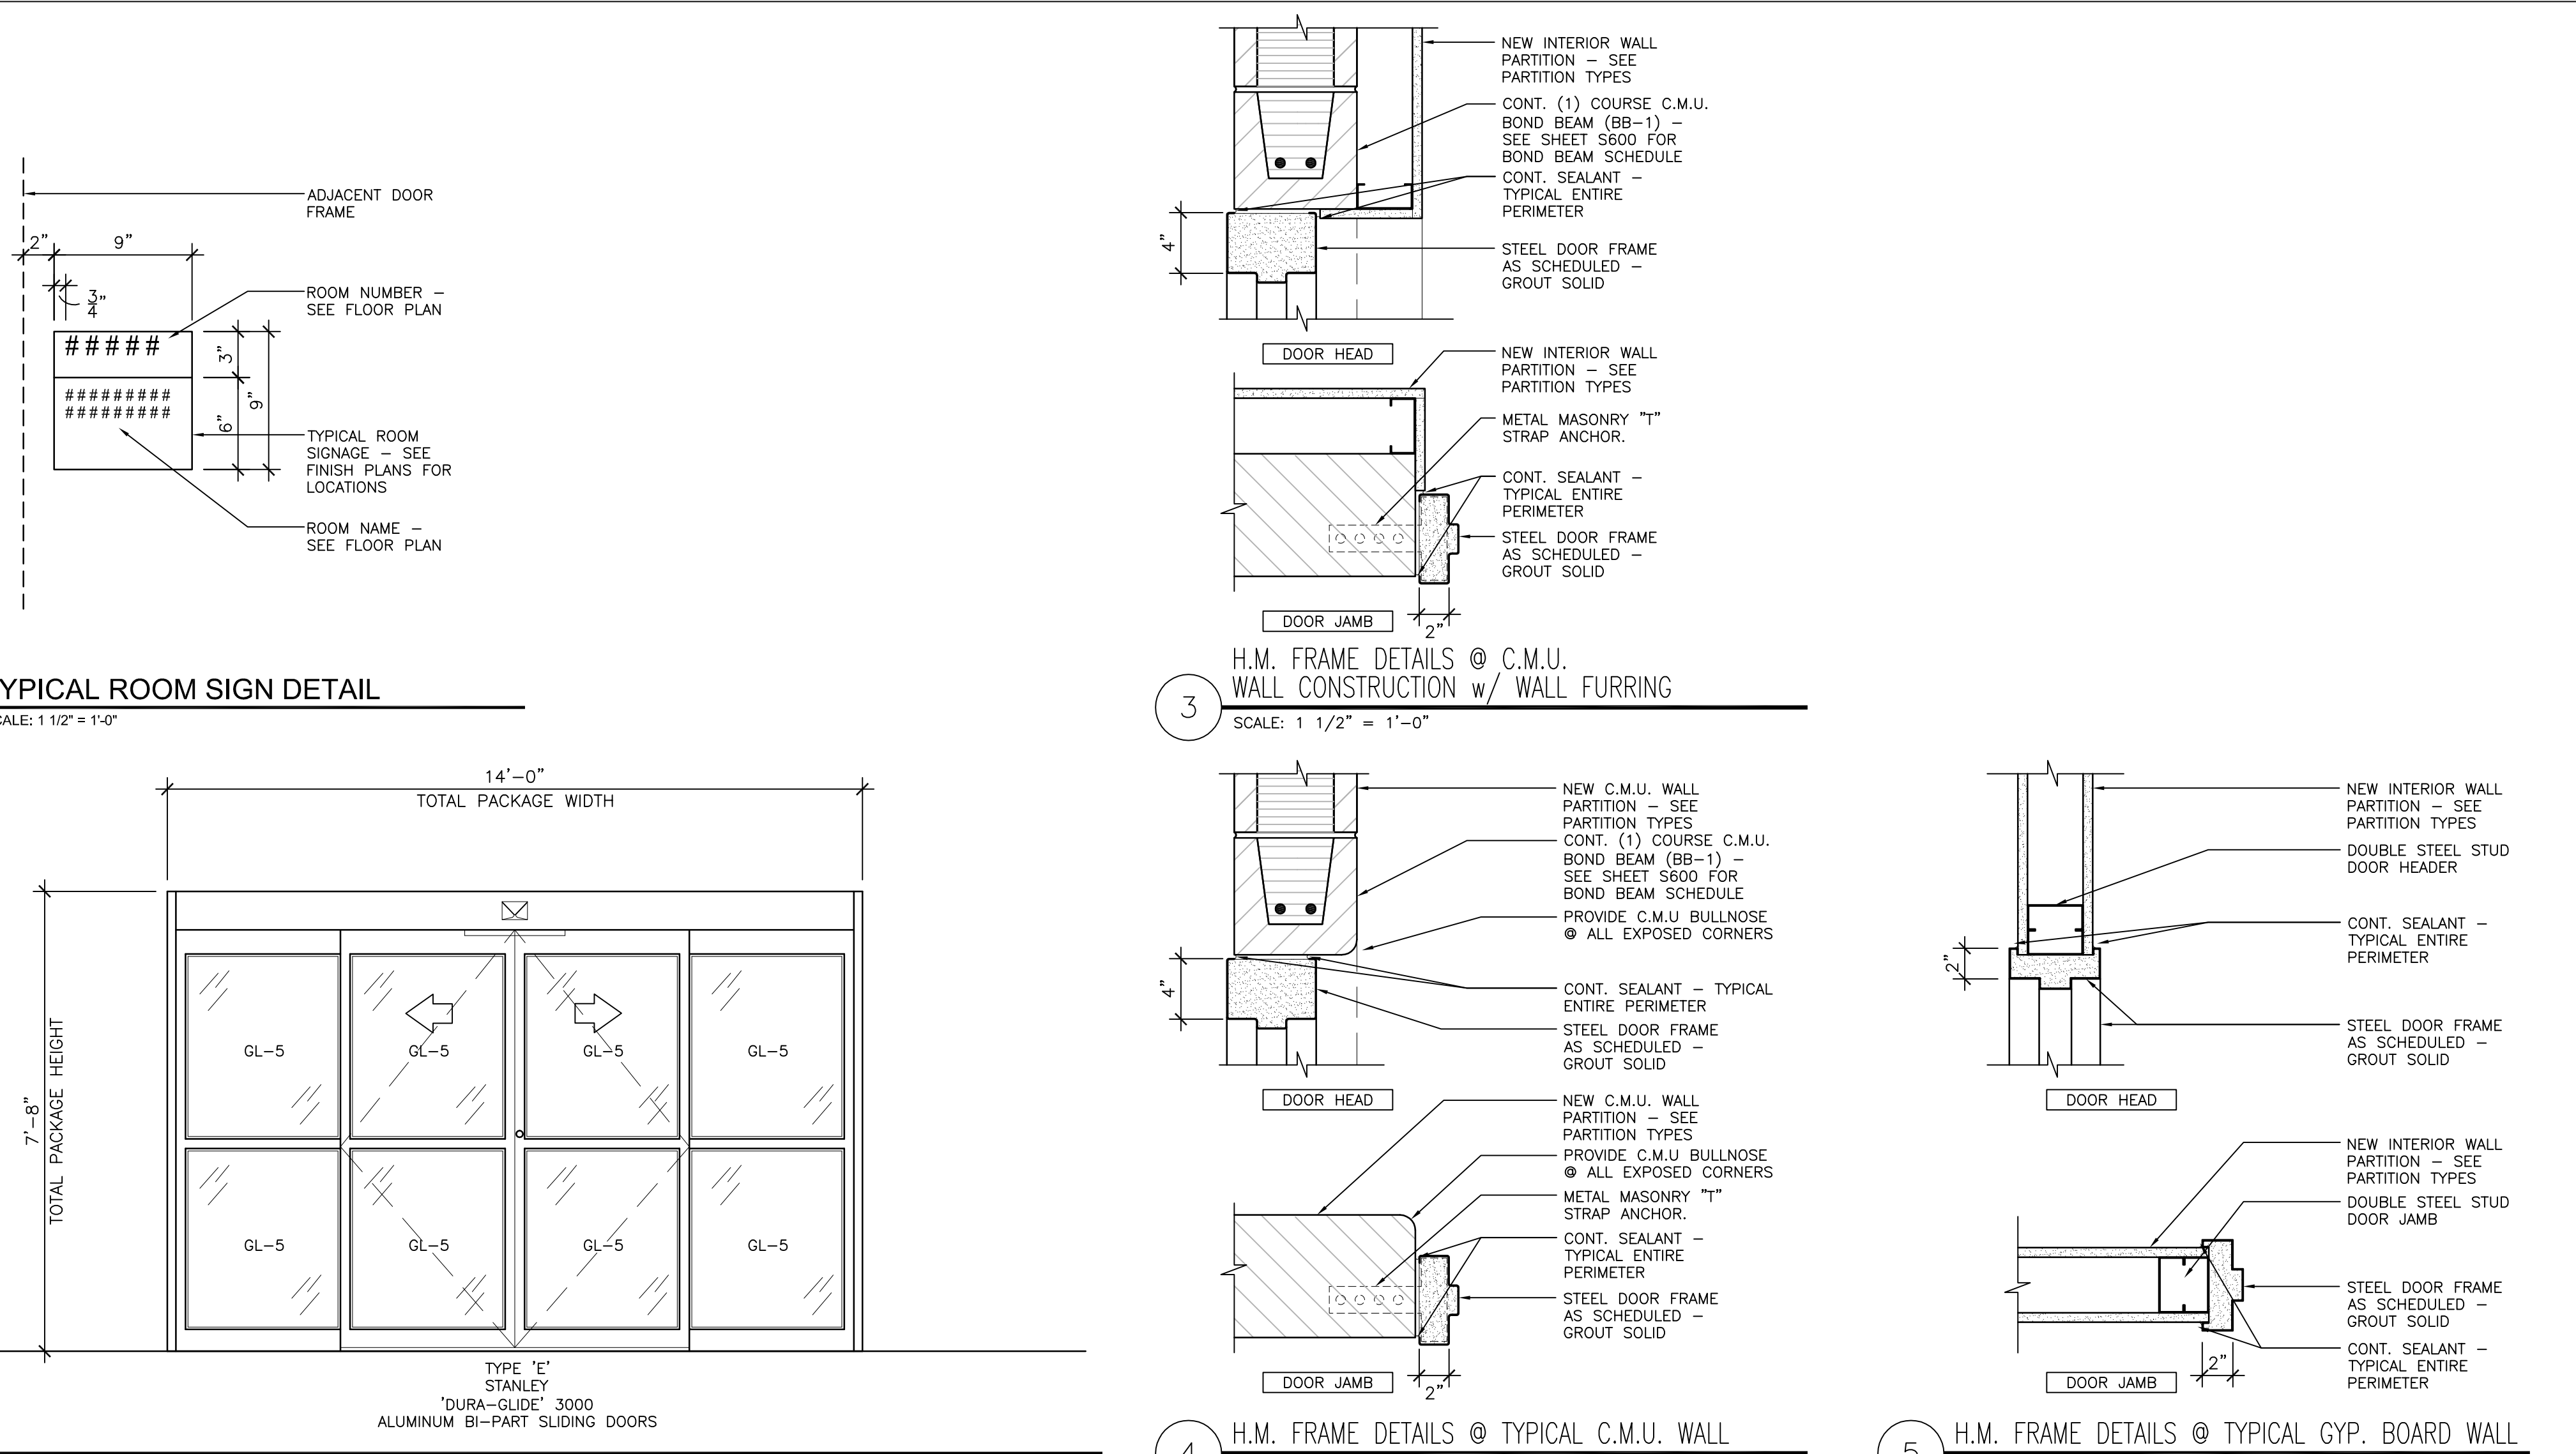 ADJACENT DOOR
FRAME
2"
9"
3/4"
ROOM NUMBER –
SEE FLOOR PLAN
#####
3"
#########
#########
6"
9"
TYPICAL ROOM
SIGNAGE – SEE
FINISH PLANS FOR
LOCATIONS
ROOM NAME –
SEE FLOOR PLAN
YPICAL ROOM SIGN DETAIL
CALE: 1 1/2" = 1'-0"
14'–0"
TOTAL PACKAGE WIDTH
7'–8"
TOTAL PACKAGE HEIGHT
GL–5
GL–5
GL–5
GL–5
GL–5
GL–5
GL–5
GL–5
TYPE 'E'
STANLEY
'DURA–GLIDE' 3000
ALUMINUM BI–PART SLIDING DOORS
NEW INTERIOR WALL
PARTITION – SEE
PARTITION TYPES
CONT. (1) COURSE C.M.U.
BOND BEAM (BB–1) –
SEE SHEET S600 FOR
BOND BEAM SCHEDULE
CONT. SEALANT –
TYPICAL ENTIRE
PERIMETER
4"
STEEL DOOR FRAME
AS SCHEDULED –
GROUT SOLID
DOOR HEAD
NEW INTERIOR WALL
PARTITION – SEE
PARTITION TYPES
METAL MASONRY "T"
STRAP ANCHOR.
CONT. SEALANT –
TYPICAL ENTIRE
PERIMETER
STEEL DOOR FRAME
AS SCHEDULED –
GROUT SOLID
DOOR JAMB
2"
3
H.M. FRAME DETAILS @ C.M.U.
WALL CONSTRUCTION w/ WALL FURRING
SCALE: 1 1/2" = 1'–0"
NEW C.M.U. WALL
PARTITION – SEE
PARTITION TYPES
CONT. (1) COURSE C.M.U.
BOND BEAM (BB–1) –
SEE SHEET S600 FOR
BOND BEAM SCHEDULE
PROVIDE C.M.U BULLNOSE
@ ALL EXPOSED CORNERS
4"
CONT. SEALANT – TYPICAL
ENTIRE PERIMETER
STEEL DOOR FRAME
AS SCHEDULED –
GROUT SOLID
DOOR HEAD
NEW C.M.U. WALL
PARTITION – SEE
PARTITION TYPES
PROVIDE C.M.U BULLNOSE
@ ALL EXPOSED CORNERS
METAL MASONRY "T"
STRAP ANCHOR.
CONT. SEALANT –
TYPICAL ENTIRE
PERIMETER
STEEL DOOR FRAME
AS SCHEDULED –
GROUT SOLID
DOOR JAMB
2"
4
H.M. FRAME DETAILS @ TYPICAL C.M.U. WALL
NEW INTERIOR WALL
PARTITION – SEE
PARTITION TYPES
DOUBLE STEEL STUD
DOOR HEADER
CONT. SEALANT –
TYPICAL ENTIRE
PERIMETER
2"
STEEL DOOR FRAME
AS SCHEDULED –
GROUT SOLID
DOOR HEAD
NEW INTERIOR WALL
PARTITION – SEE
PARTITION TYPES
DOUBLE STEEL STUD
DOOR JAMB
STEEL DOOR FRAME
AS SCHEDULED –
GROUT SOLID
CONT. SEALANT –
TYPICAL ENTIRE
PERIMETER
2"
DOOR JAMB
5
H.M. FRAME DETAILS @ TYPICAL GYP. BOARD WALL